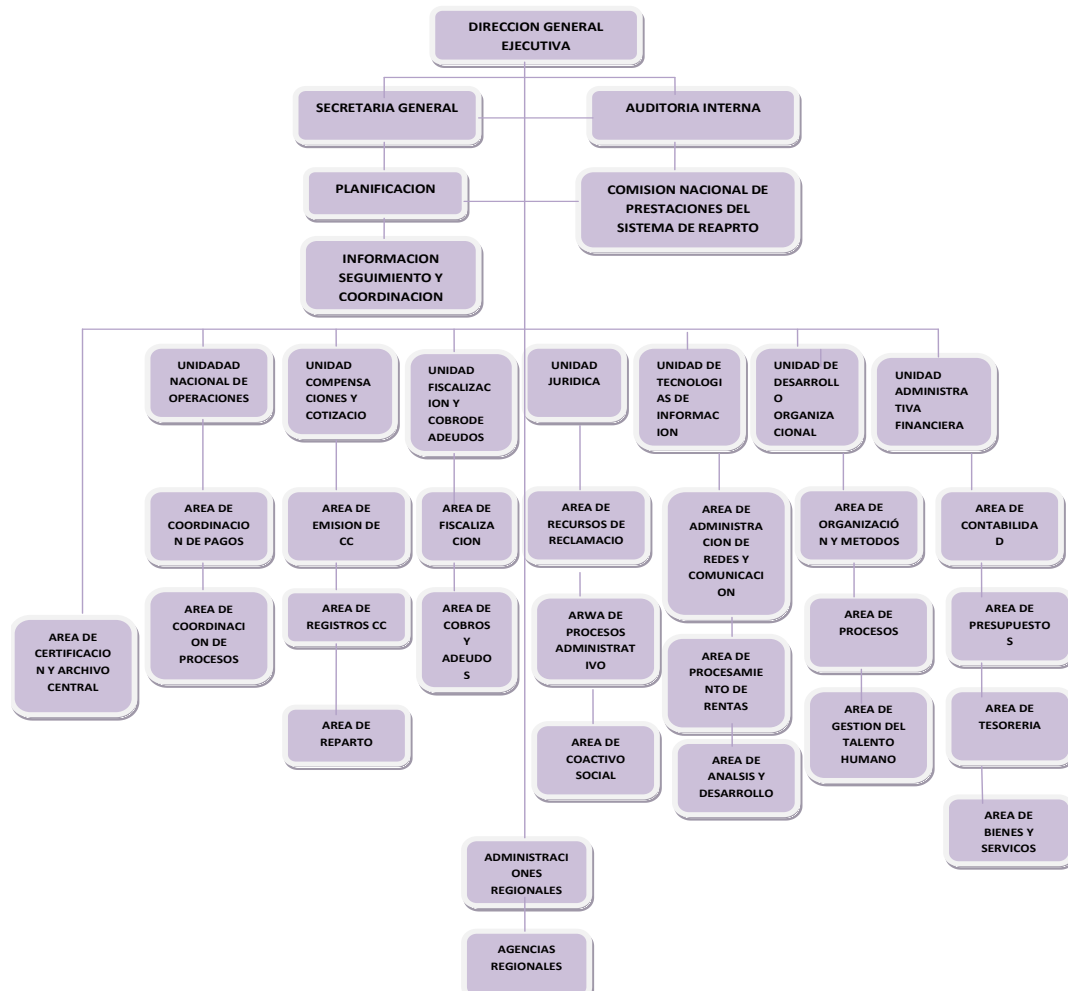 DIRECCION GENERAL
EJECUTIVA
SECRETARIA GENERAL
AUDITORIA INTERNA
PLANIFICACION
COMISION NACIONAL DE
PRESTACIONES DEL
SISTEMA DE REAPRTO
INFORMACION
SEGUIMIENTO Y
COORDINACION
UNIDADAD
NACIONAL DE
OPERACIONES
UNIDAD
COMPENSA
CIONES Y
COTIZACIO
UNIDAD
FISCALIZAC
ION Y
COBRODE
ADEUDOS
UNIDAD
JURIDICA
UNIDAD DE
TECNOLOGI
AS DE
INFORMAC
ION
UNIDAD DE
DESARROLL
O
ORGANIZA
CIONAL
UNIDAD
ADMINISTRA
TIVA
FINANCIERA
AREA DE
COORDINACIO
N DE PAGOS
AREA DE
EMISION DE
CC
AREA DE
FISCALIZA
CION
AREA DE
RECURSOS DE
RECLAMACIO
AREA DE
ADMINISTRA
CION DE
REDES Y
COMUNICACI
ON
AREA DE
ORGANIZACIÓ
N Y METODOS
AREA DE
CONTABILIDA
D
AREA DE
CERTIFICACIO
N Y ARCHIVO
CENTRAL
AREA DE
COORDINACI
ON DE
PROCESOS
AREA DE
REGISTROS CC
AREA DE
COBROS
Y
ADEUDO
S
ARWA DE
PROCESOS
ADMINISTRAT
IVO
AREA DE
PROCESAMIE
NTO DE
RENTAS
AREA DE
PROCESOS
AREA DE
PRESUPUESTO
S
AREA DE
REPARTO
AREA DE
COACTIVO
SOCIAL
AREA DE
ANALSIS Y
DESARROLLO
AREA DE
GESTION DEL
TALENTO
HUMANO
AREA DE
TESORERIA
AREA DE
BIENES Y
SERVICOS
ADMINISTRACI
ONES
REGIONALES
AGENCIAS
REGIONALES